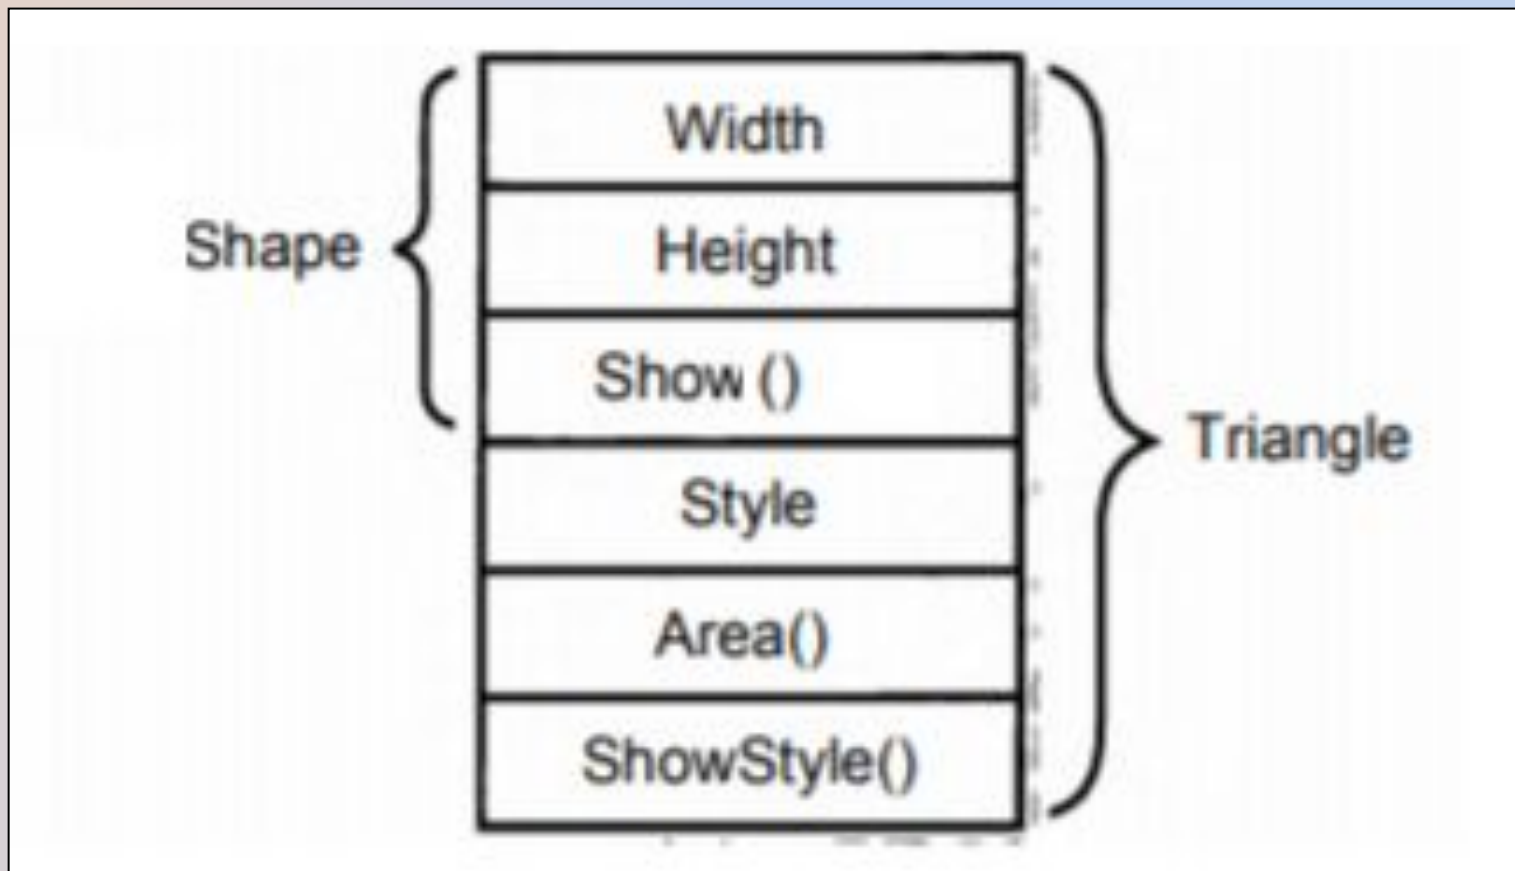 Width
Shape
Height
Show ()
Triangle
Style
Area()
ShowStyle()